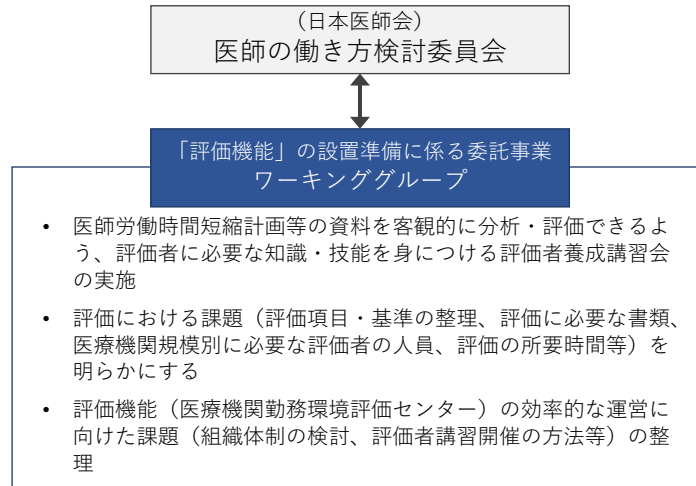 （日本医師会）
医師の働き方検討委員会
「評価機能」の設置準備に係る委託事業
ワーキンググループ
• 医師労働時間短縮計画等の資料を客観的に分析・評価できるよ
う、評価者に必要な知識・技能を身につける評価者養成講習会
の実施
• 評価における課題（評価項目・基準の整理、評価に必要な書類、
医療機関規模別に必要な評価者の人員、評価の所要時間等）を
明らかにする
• 評価機能（医療機関勤務環境評価センター）の効率的な運営に
向けた課題（組織体制の検討、評価者講習開催の方法等）の整
理